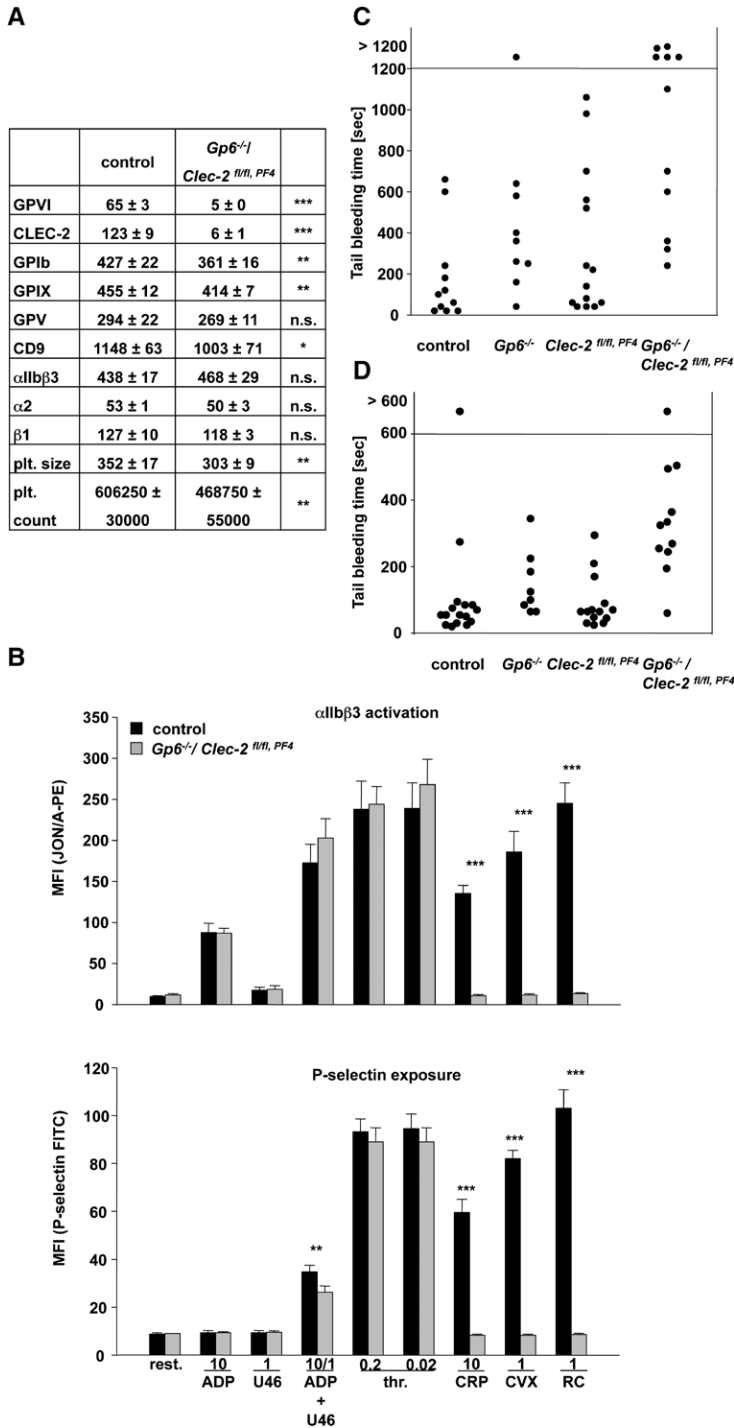 A
control Gp6-/-/ Clec-2 fl/fl, PF4
GPVI 65 ± 3 5 ± 0 ***
CLEC-2 123 ± 9 6 ± 1 ***
GPIb 427 ± 22 361 ± 16 **
GPIX 455 ± 12 414 ± 7 **
GPV 294 ± 22 269 ± 11 n.s.
CD9 1148 ± 63 1003 ± 71 *
αIIbβ3 438 ± 17 468 ± 29 n.s.
α2 53 ± 1 50 ± 3 n.s.
β1 127 ± 10 118 ± 3 n.s.
plt. size 352 ± 17 303 ± 9 **
plt. count 606250 ± 30000 468750 ± 55000 **
C
Tail bleeding time [sec]
> 1200
1200
1000
800
600
400
200
0
control Gp6-/- Clec-2 fl/fl, PF4 Gp6-/-/ Clec-2 fl/fl, PF4
D
Tail bleeding time [sec]
> 600
600
400
200
0
control Gp6-/- Clec-2 fl/fl, PF4 Gp6-/-/ Clec-2 fl/fl, PF4
B
αIIbβ3 activation
control
Gp6-/-/ Clec-2 fl/fl, PF4
MFI (JON/A-PE)
350
300
250
200
150
100
50
0
*** *** ***
P-selectin exposure
MFI (P-selectin FITC)
120
100
80
60
40
20
0
** *** *** ***
rest. 10 1 10/1 0.2 0.02 10 1 1
ADP U46 ADP + U46 thr. CRP CVX RC